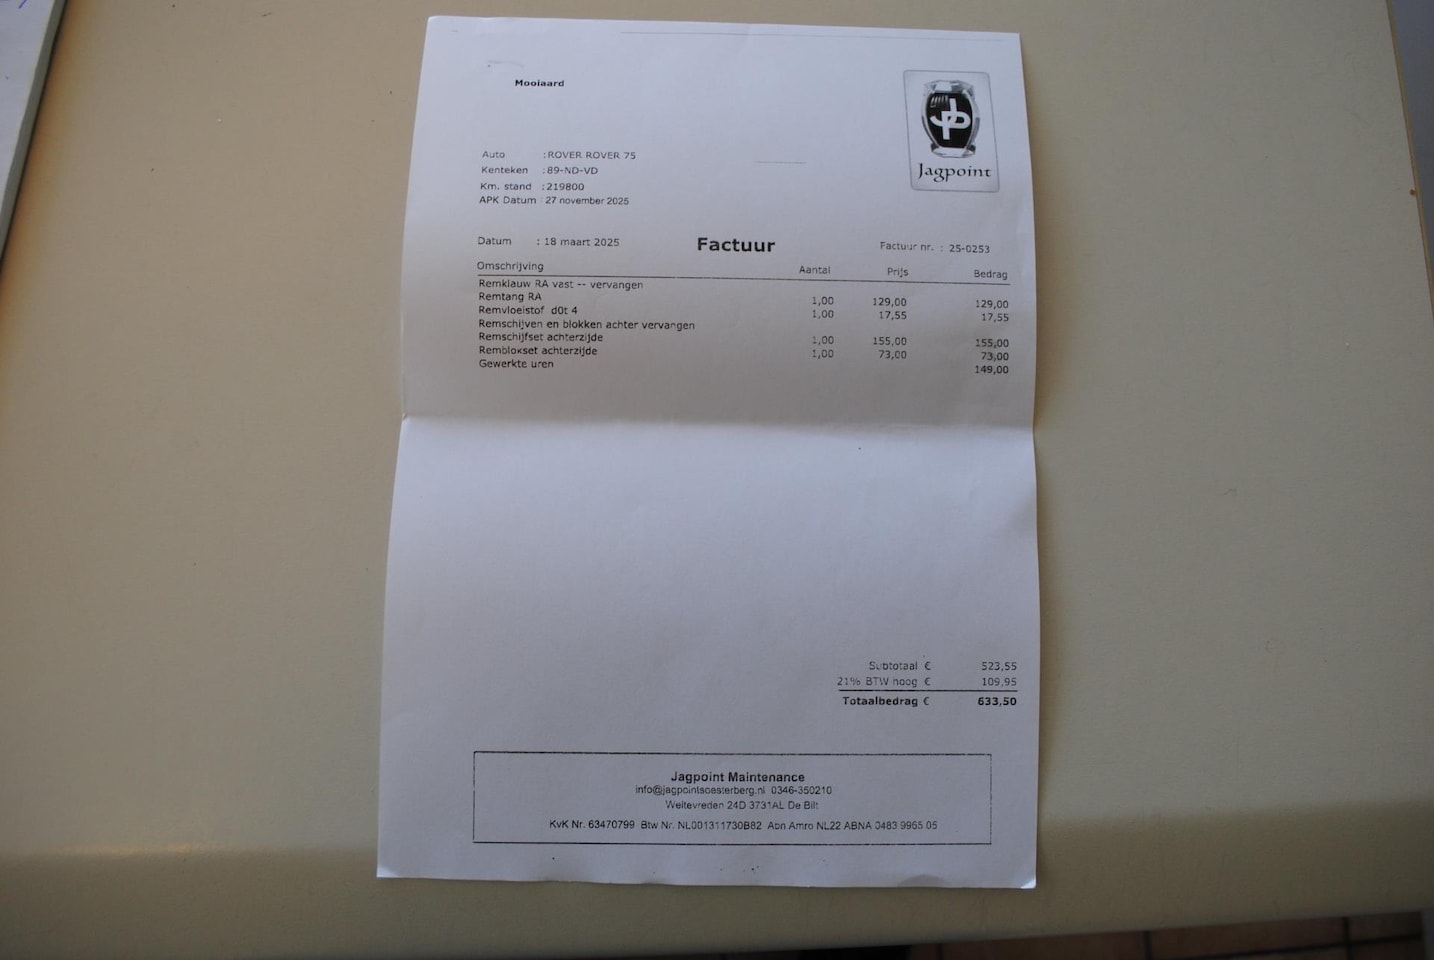 Mooiaard
JP
Jagpoint
Auto : ROVER ROVER 75
Kenteken : 89-ND-VD
Km. stand : 219800
APK Datum : 27 november 2025
Datum : 18 maart 2025 Factuur Factuur nr. : 25-0253
Omschrijving Aantal Prijs Bedrag
Remklauw RA vast -- vervangen
Remtang RA 1,00 129,00 129,00
Remvloeistof d0t 4 1,00 17,55 17,55
Remschijven en blokken achter vervangen
Remschijfset achterzijde 1,00 155,00 155,00
Remblokset achterzijde 1,00 73,00 73,00
Gewerkte uren 149,00
Subtotaal € 523,55
21% BTW hoog € 109,95
Totaalbedrag € 633,50
Jagpoint Maintenance
info@jagpointsoesterberg.nl 0346-350210
Weltevreden 24D 3731AL De Bilt
KvK Nr. 63470799 Btw Nr. NL001311730B82 Abn Amro NL22 ABNA 0483 9965 05